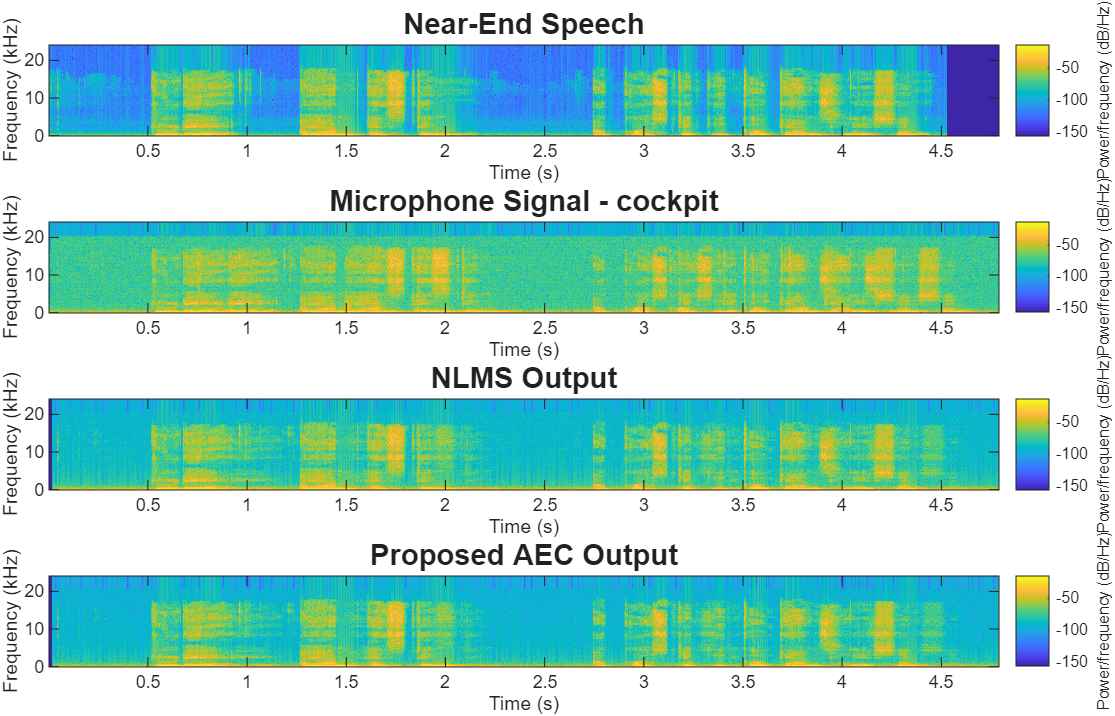 Near-End Speech
Frequency (kHz)
20
10
0
0.5 1 1.5 2 2.5 3 3.5 4 4.5
Time (s)
-50
-100
-150
Power/frequency (dB/Hz)
Microphone Signal - cockpit
Frequency (kHz)
20
10
0
0.5 1 1.5 2 2.5 3 3.5 4 4.5
Time (s)
-50
-100
-150
Power/frequency (dB/Hz)
NLMS Output
Frequency (kHz)
20
10
0
0.5 1 1.5 2 2.5 3 3.5 4 4.5
Time (s)
-50
-100
-150
Power/frequency (dB/Hz)
Proposed AEC Output
Frequency (kHz)
20
10
0
0.5 1 1.5 2 2.5 3 3.5 4 4.5
Time (s)
-50
-100
-150
Power/frequency (dB/Hz)